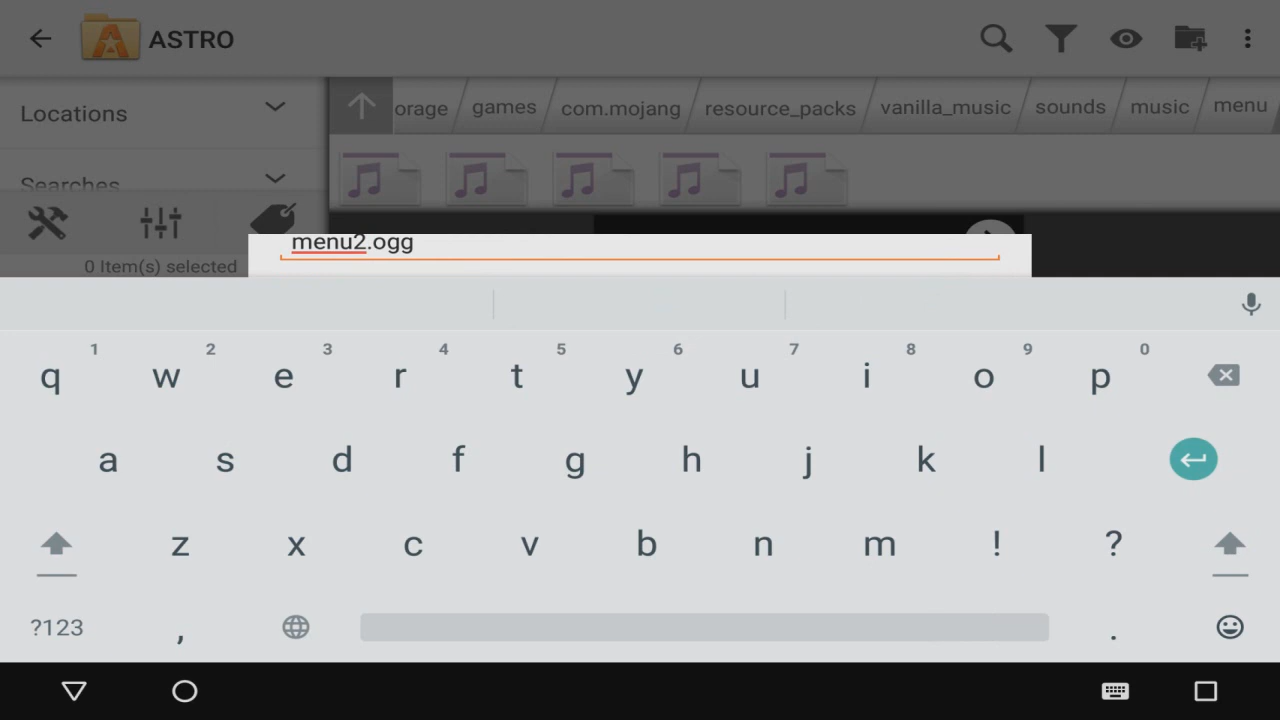 ASTRO
Locations
orage games com.mojang resource_packs vanilla_music sounds music menu
Searches
0 Item(s) selected
menu2.ogg
1 2 3 4 5 6 7 8 9 0
q w e r t y u i o p
a s d f g h j k l
z x c v b n m ! ?
?123 , .